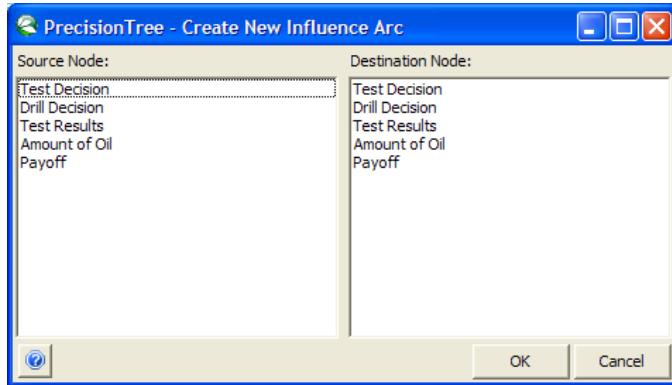 PrecisionTree - Create New Influence Arc
Source Node:
Test Decision
Drill Decision
Test Results
Amount of Oil
Payoff
Destination Node:
Test Decision
Drill Decision
Test Results
Amount of Oil
Payoff
OK
Cancel